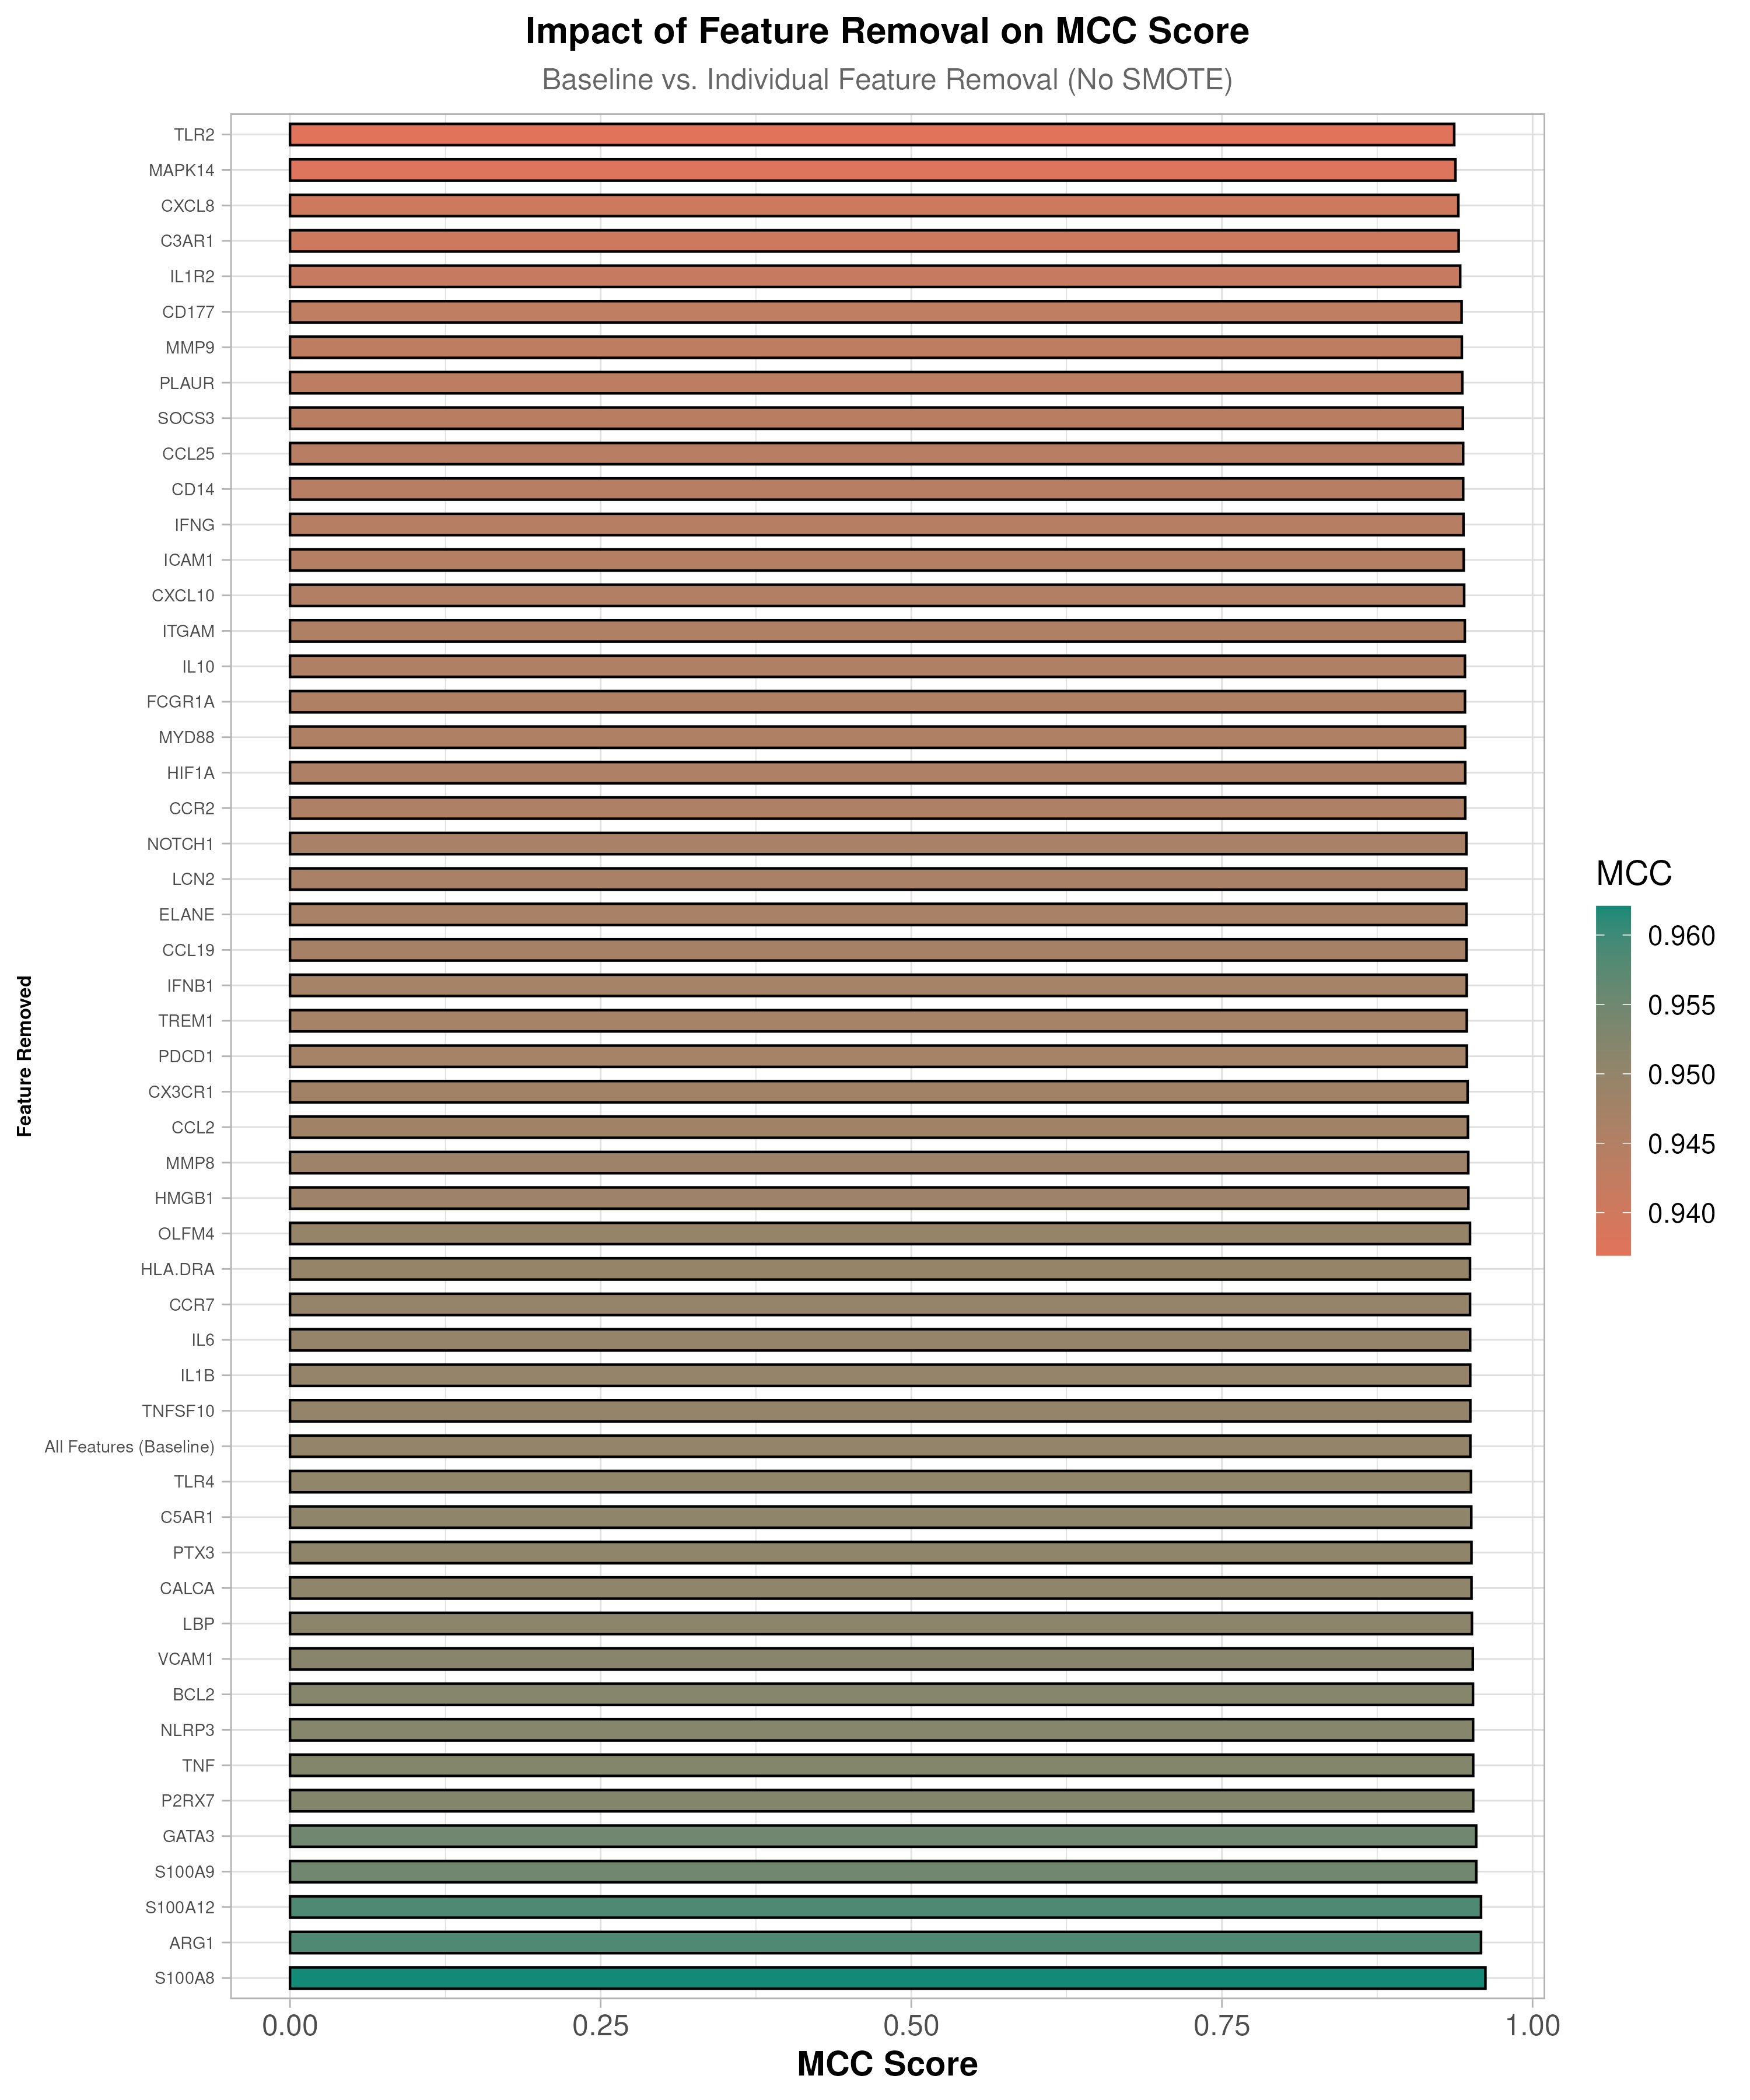 Impact of Feature Removal on MCC Score
Baseline vs. Individual Feature Removal (No SMOTE)
Feature Removed
TLR2
MAPK14
CXCL8
C3AR1
IL1R2
CD177
MMP9
PLAUR
SOCS3
CCL25
CD14
IFNG
ICAM1
CXCL10
ITGAM
IL10
FCGR1A
MYD88
HIF1A
CCR2
NOTCH1
LCN2
ELANE
CCL19
IFNB1
TREM1
PDCD1
CX3CR1
CCL2
MMP8
HMGB1
OLFM4
HLA.DRA
CCR7
IL6
IL1B
TNFSF10
All Features (Baseline)
TLR4
C5AR1
PTX3
CALCA
LBP
VCAM1
BCL2
NLRP3
TNF
P2RX7
GATA3
S100A9
S100A12
ARG1
S100A8
0.00 0.25 0.50 0.75 1.00
MCC Score
MCC
0.960
0.955
0.950
0.945
0.940